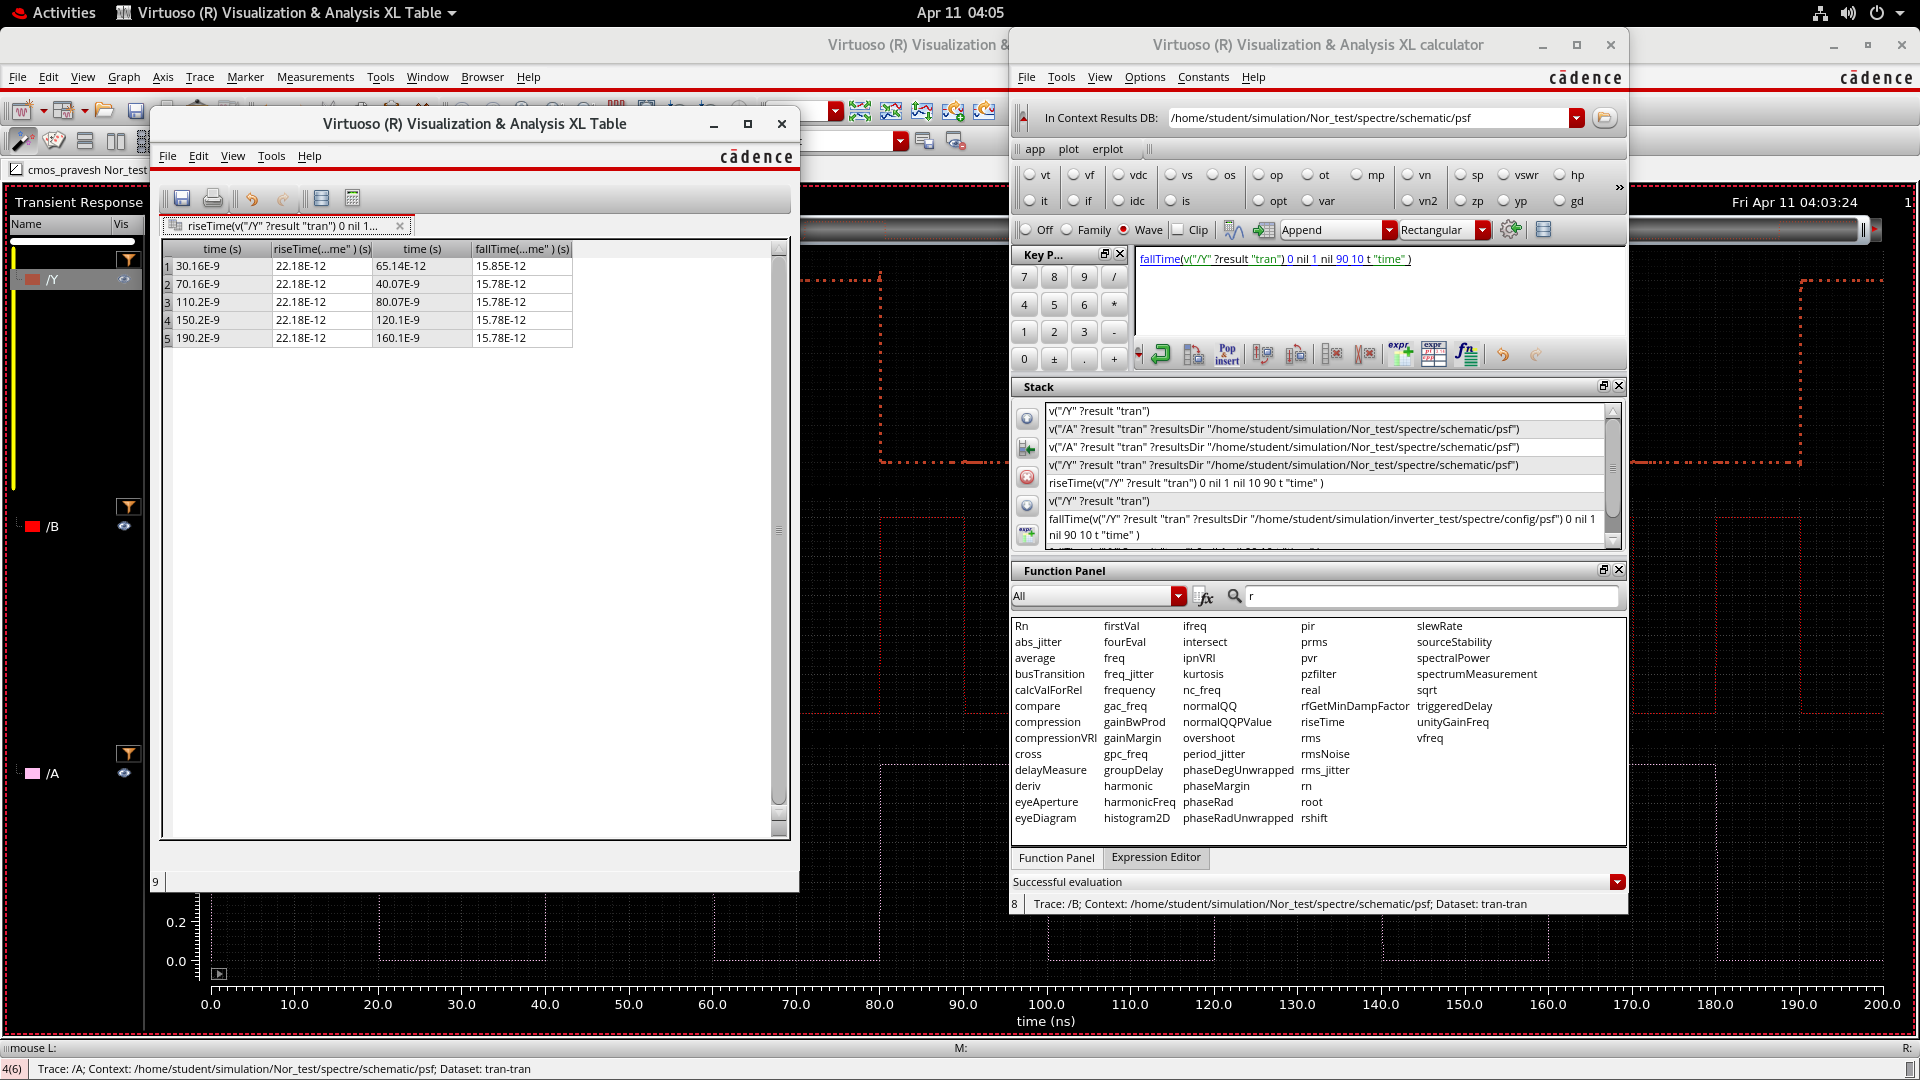 Activities Virtuoso (R) Visualization & Analysis XL Table Apr 11 04:05
Virtuoso (R) Visualization &
File Edit View Graph Axis Trace Marker Measurements Tools Window Browser Help
cādence
cmos_pravesh Nor_test
Transient Response
Fri Apr 11 04:03:24 1
Name Vis
/Y
/B
/A
Virtuoso (R) Visualization & Analysis XL Table
File Edit View Tools Help
cādence
riseTime(v("/Y" ?result "tran") 0 nil 1...
time (s) riseTime(...me" ) (s) time (s) fallTime(...me" ) (s)
1 30.16E-9 22.18E-12 65.14E-12 15.85E-12
2 70.16E-9 22.18E-12 40.07E-9 15.78E-12
3 110.2E-9 22.18E-12 80.07E-9 15.78E-12
4 150.2E-9 22.18E-12 120.1E-9 15.78E-12
5 190.2E-9 22.18E-12 160.1E-9 15.78E-12
9
Virtuoso (R) Visualization & Analysis XL calculator
File Tools View Options Constants Help
cādence
In Context Results DB: /home/student/simulation/Nor_test/spectre/schematic/psf
app plot erplot
vt vf vdc vs os op ot mp vn sp vswr hp
it if idc is opt var vn2 zp yp gd
Off Family Wave Clip Append Rectangular
Key P...
7 8 9 /
4 5 6 *
1 2 3 -
0 ± . +
fallTime(v("/Y" ?result "tran") 0 nil 1 nil 90 10 t "time" )
Pop insert
expr expr fn
Stack
v("/Y" ?result "tran")
v("/A" ?result "tran" ?resultsDir "/home/student/simulation/Nor_test/spectre/schematic/psf")
v("/A" ?result "tran" ?resultsDir "/home/student/simulation/Nor_test/spectre/schematic/psf")
v("/Y" ?result "tran" ?resultsDir "/home/student/simulation/Nor_test/spectre/schematic/psf")
riseTime(v("/Y" ?result "tran") 0 nil 1 nil 10 90 t "time" )
v("/Y" ?result "tran")
fallTime(v("/Y" ?result "tran" ?resultsDir "/home/student/simulation/inverter_test/spectre/config/psf") 0 nil 1
nil 90 10 t "time" )
expr
Function Panel
All fx r
Rn firstVal ifreq pir slewRate
abs_jitter fourEval intersect prms sourceStability
average freq ipnVRI pvr spectralPower
busTransition freq_jitter kurtosis pzfilter spectrumMeasurement
calcValForRel frequency nc_freq real sqrt
compare gac_freq normalQQ rfGetMinDampFactor triggeredDelay
compression gainBwProd normalQQPValue riseTime unityGainFreq
compressionVRI gainMargin overshoot rms vfreq
cross gpc_freq period_jitter rmsNoise
delayMeasure groupDelay phaseDegUnwrapped rms_jitter
deriv harmonic phaseMargin rn
eyeAperture harmonicFreq phaseRad root
eyeDiagram histogram2D phaseRadUnwrapped rshift
Function Panel Expression Editor
Successful evaluation
8 Trace: /B; Context: /home/student/simulation/Nor_test/spectre/schematic/psf; Dataset: tran-tran
0.2
0.0
0.0 10.0 20.0 30.0 40.0 50.0 60.0 70.0 80.0 90.0 100.0 110.0 120.0 130.0 140.0 150.0 160.0 170.0 180.0 190.0 200.0
time (ns)
mouse L: M: R:
4(6) Trace: /A; Context: /home/student/simulation/Nor_test/spectre/schematic/psf; Dataset: tran-tran